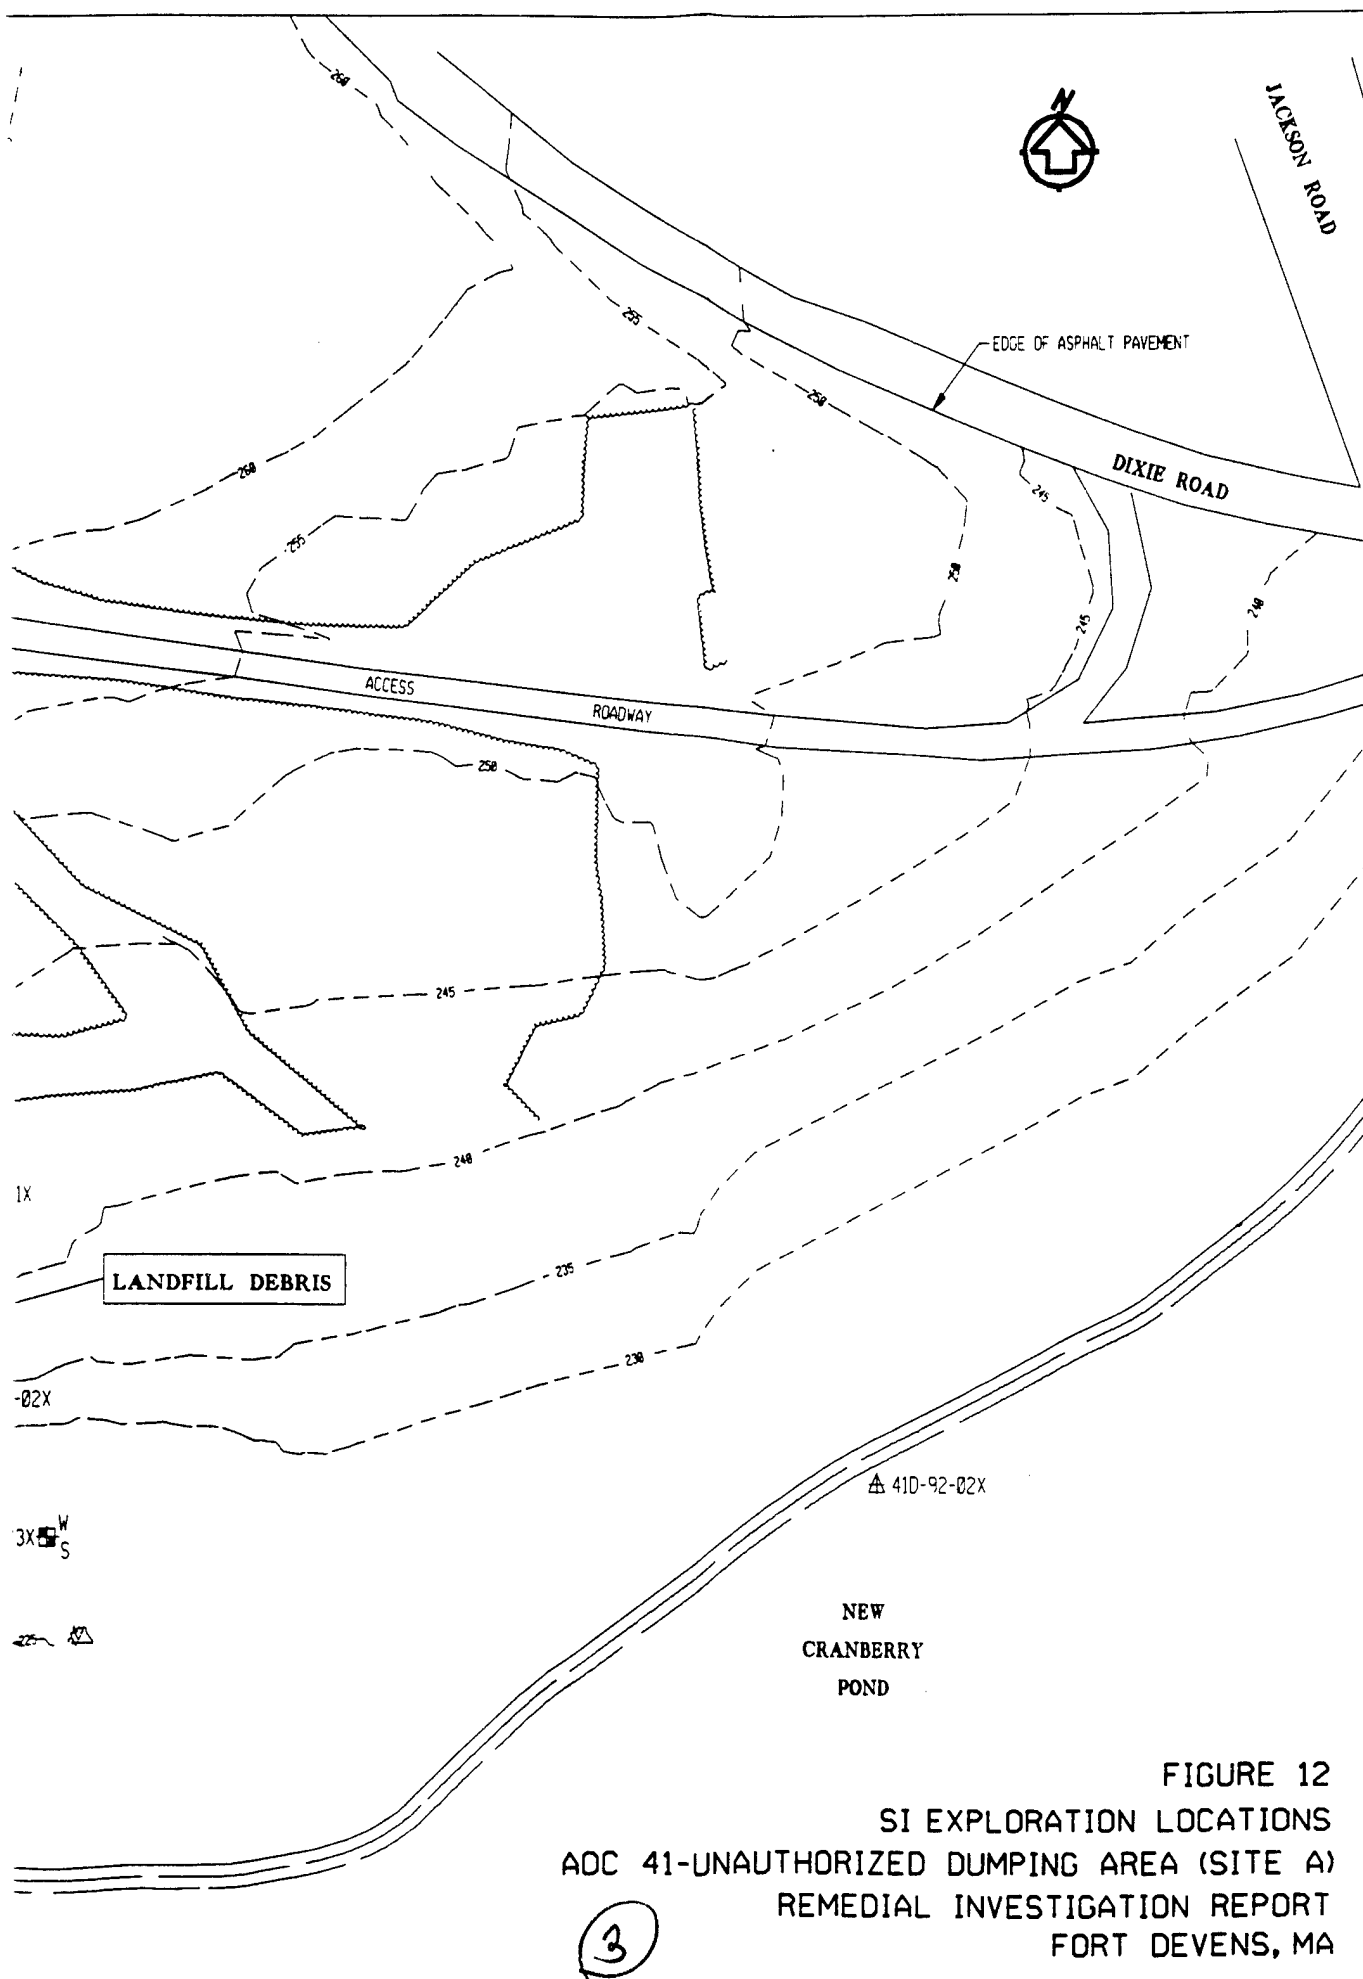 N
JACKSON ROAD
260
255
EDGE OF ASPHALT PAVEMENT
250
DIXIE ROAD
260
245
255
250
245
240
ACCESS
ROADWAY
250
245
240
1X
LANDFILL DEBRIS
235
230
-02X
41D-92-02X
3X
W
S
225
NEW
CRANBERRY
POND
FIGURE 12
SI EXPLORATION LOCATIONS
AOC 41-UNAUTHORIZED DUMPING AREA (SITE A)
REMEDIAL INVESTIGATION REPORT
FORT DEVENS, MA
3